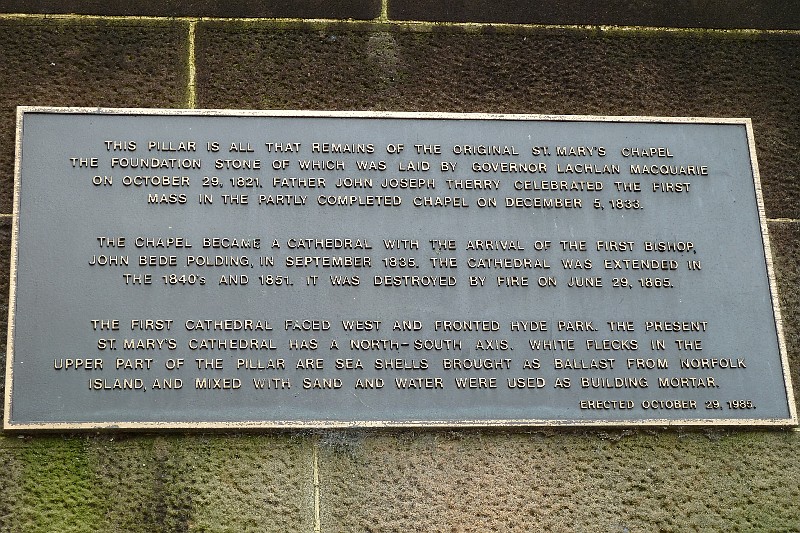 THIS PILLAR IS ALL THAT REMAINS OF THE ORIGINAL ST. MARY'S CHAPEL
THE FOUNDATION STONE OF WHICH WAS LAID BY GOVERNOR LACHLAN MACQUARIE
ON OCTOBER 29, 1821. FATHER JOHN JOSEPH THERRY CELEBRATED THE FIRST
MASS IN THE PARTLY COMPLETED CHAPEL ON DECEMBER 5, 1833.
THE CHAPEL BECAME A CATHEDRAL WITH THE ARRIVAL OF THE FIRST BISHOP,
JOHN BEDE POLDING, IN SEPTEMBER 1835. THE CATHEDRAL WAS EXTENDED IN
THE 1840's AND 1851. IT WAS DESTROYED BY FIRE ON JUNE 29, 1865.
THE FIRST CATHEDRAL FACED WEST AND FRONTED HYDE PARK. THE PRESENT
ST. MARY'S CATHEDRAL HAS A NORTH-SOUTH AXIS. WHITE FLECKS IN THE
UPPER PART OF THE PILLAR ARE SEA SHELLS BROUGHT AS BALLAST FROM NORFOLK
ISLAND, AND MIXED WITH SAND AND WATER WERE USED AS BUILDING MORTAR.
ERECTED OCTOBER 29, 1985.